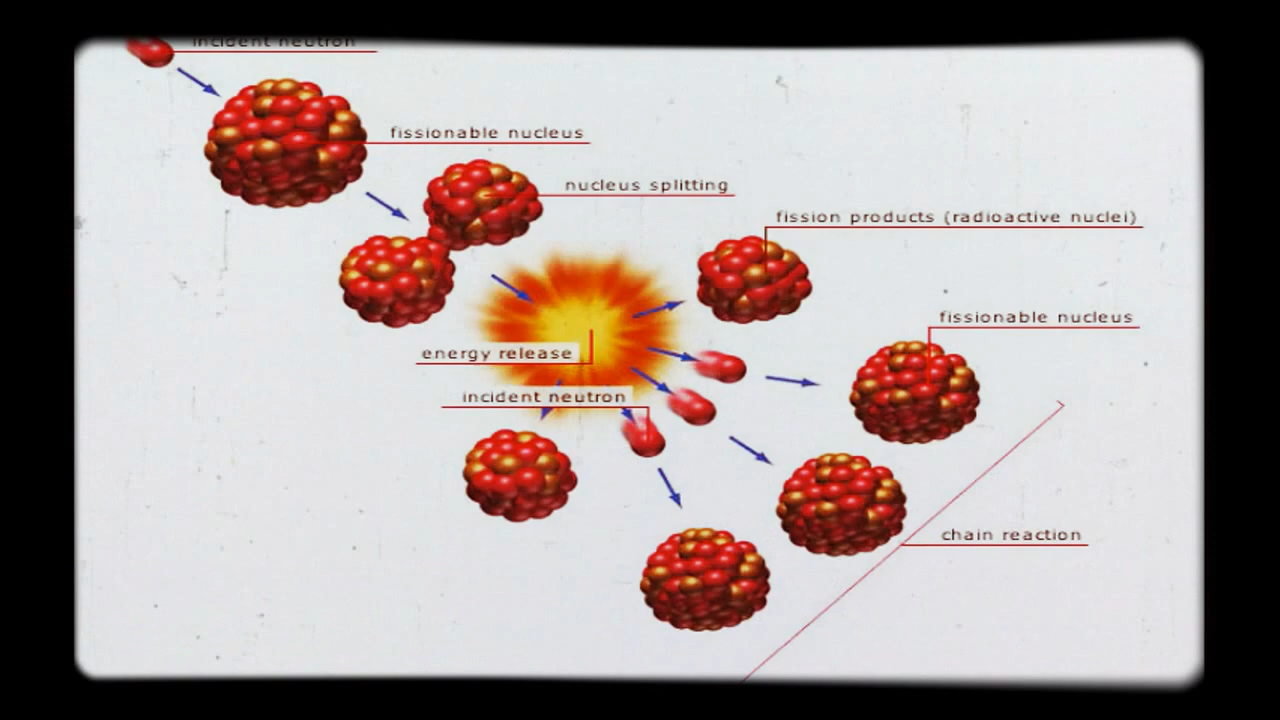 incident neutron
fissionable nucleus
nucleus splitting
fission products (radioactive nuclei)
fissionable nucleus
energy release
incident neutron
chain reaction